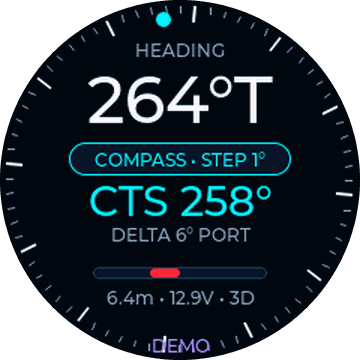 HEADING
264°T
COMPASS • STEP 1°
CTS 258°
DELTA 6° PORT
6.4m • 12.9V • 3D
DEMO